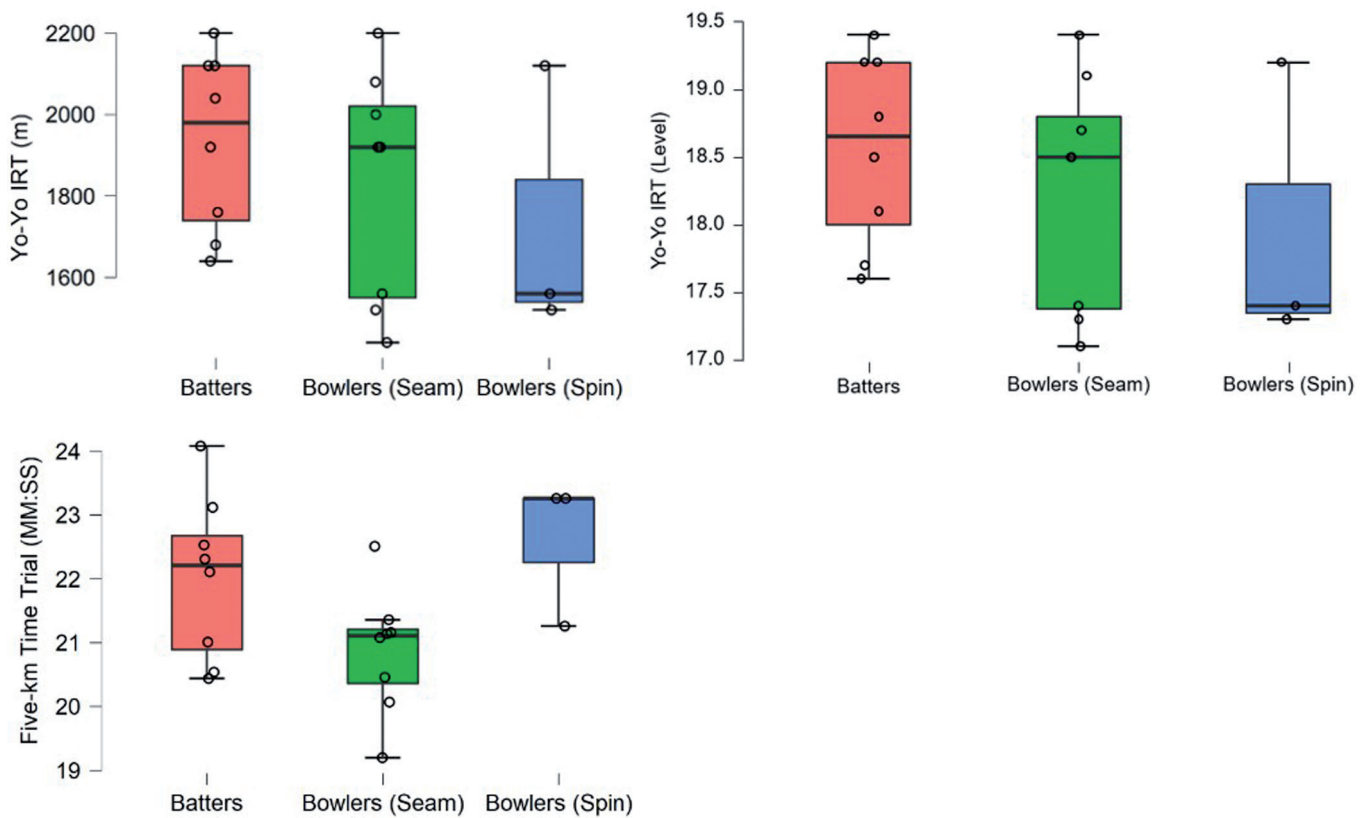 Yo-Yo IRT (m)
2200
2000
1800
1600
Batters
Bowlers (Seam)
Bowlers (Spin)
Yo-Yo IRT (Level)
19.5
19.0
18.5
18.0
17.5
17.0
Batters
Bowlers (Seam)
Bowlers (Spin)
Five-km Time Trial (MM:SS)
24
23
22
21
20
19
Batters
Bowlers (Seam)
Bowlers (Spin)